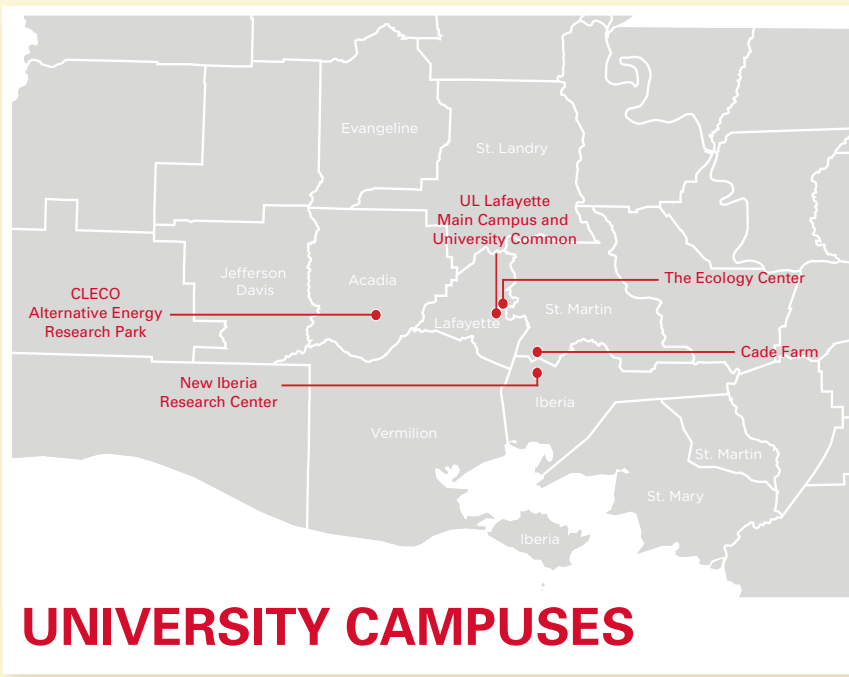 Evangeline
St. Landry
UL Lafayette
Main Campus and
University Common
Jefferson
Davis
Acadia
The Ecology Center
CLECO
Alternative Energy
Research Park
St. Martin
Lafayette
Cade Farm
New Iberia
Research Center
Iberia
Vermilion
St. Martin
St. Mary
Iberia
UNIVERSITY CAMPUSES